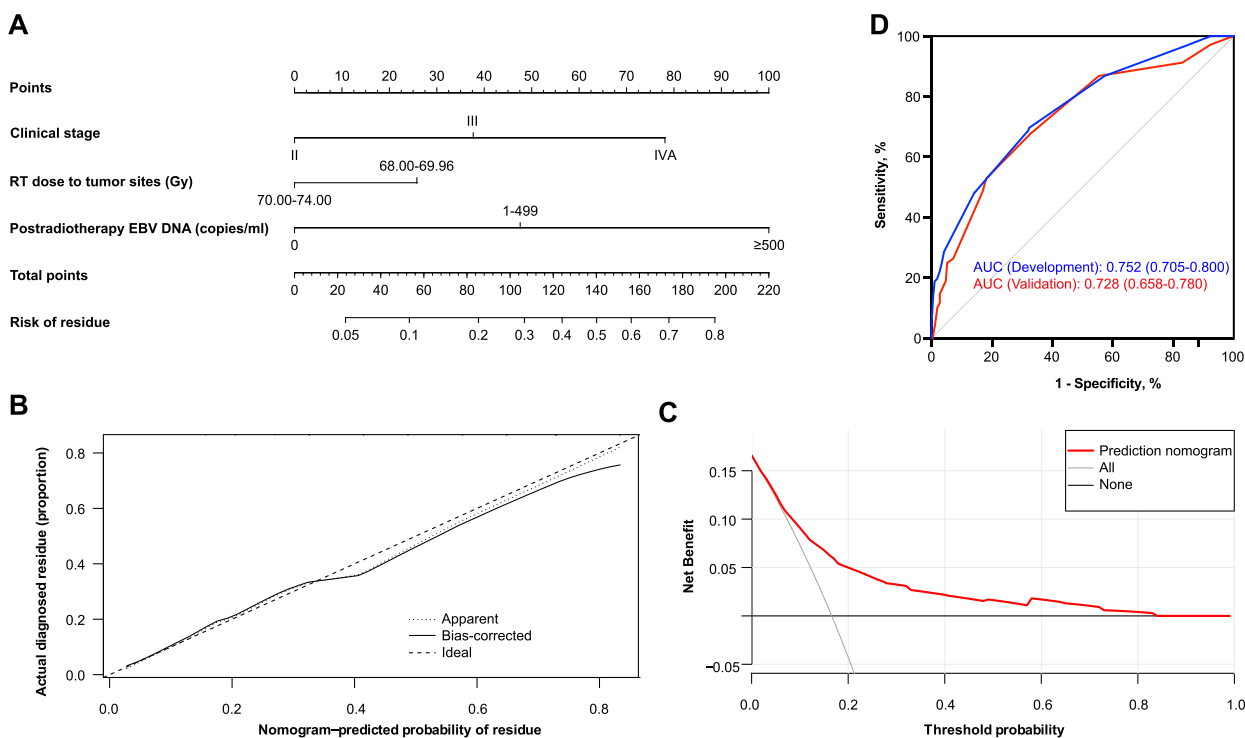 A
Points
0 10 20 30 40 50 60 70 80 90 100
Clinical stage
III
II IVA
RT dose to tumor sites (Gy)
68.00-69.96
70.00-74.00
Postradiotherapy EBV DNA (copies/ml)
1-499
0 ≥500
Total points
0 20 40 60 80 100 120 140 160 180 200 220
Risk of residue
0.05 0.1 0.2 0.3 0.4 0.5 0.6 0.7 0.8
D
Sensitivity, %
100
80
60
40
20
0
AUC (Development): 0.752 (0.705-0.800)
AUC (Validation): 0.728 (0.658-0.780)
0 20 40 60 80 100
1 - Specificity, %
B
Actual diagnosed residue (proportion)
0.8
0.6
0.4
0.2
0.0
Apparent
Bias-corrected
Ideal
0.0 0.2 0.4 0.6 0.8
Nomogram−predicted probability of residue
C
Net Benefit
0.15
0.10
0.05
0
−0.05
Prediction nomogram
All
None
0.0 0.2 0.4 0.6 0.8 1.0
Threshold probability